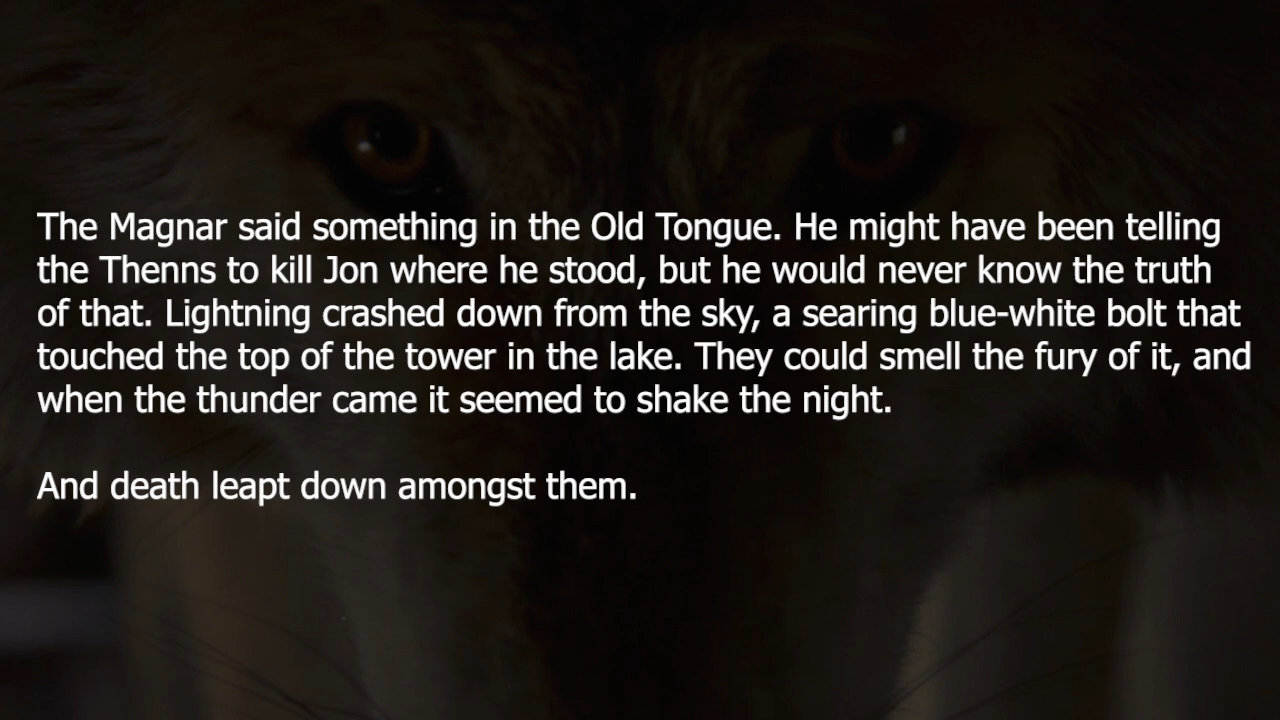 The Magnar said something in the Old Tongue. He might have been telling
the Thenns to kill Jon where he stood, but he would never know the truth
of that. Lightning crashed down from the sky, a searing blue-white bolt that
touched the top of the tower in the lake. They could smell the fury of it, and
when the thunder came it seemed to shake the night.
And death leapt down amongst them.